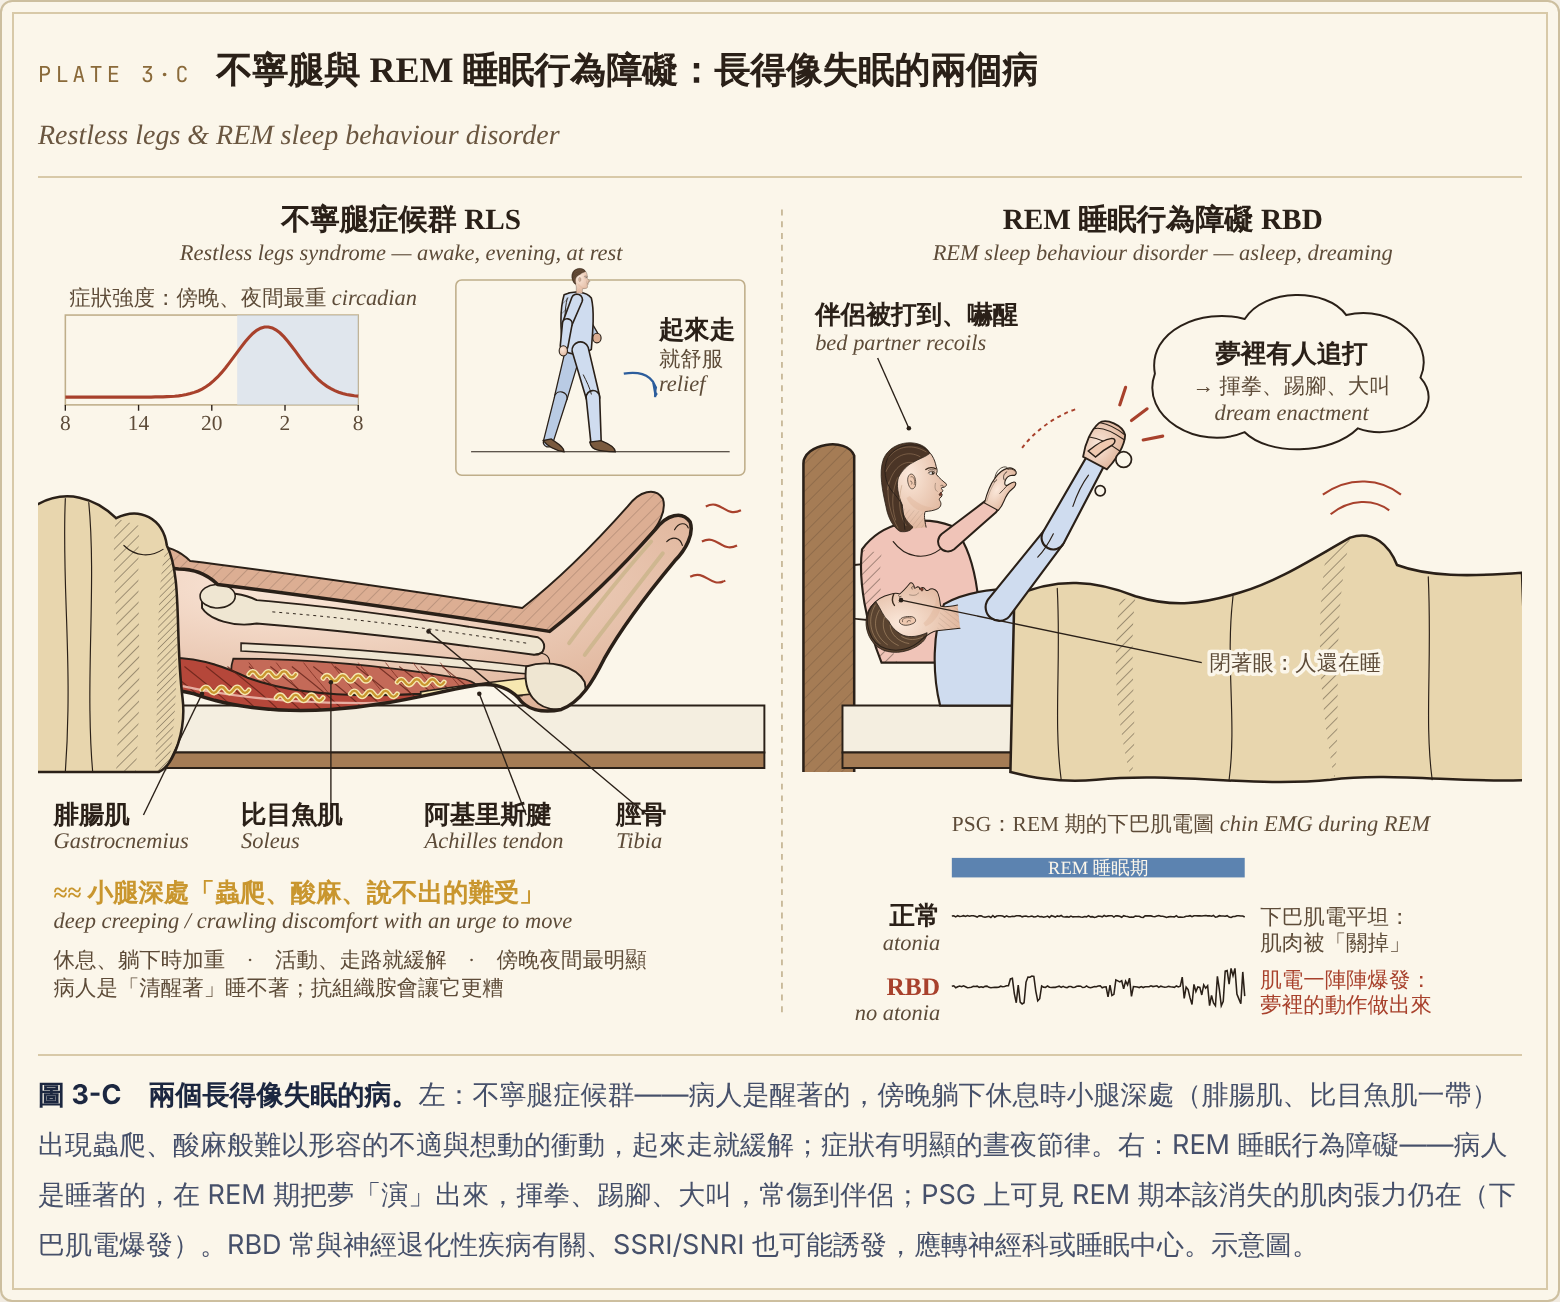 PLATE 3·C 不寧腿與 REM 睡眠行為障礙：長得像失眠的兩個病
Restless legs & REM sleep behaviour disorder
不寧腿症候群 RLS
Restless legs syndrome — awake, evening, at rest
症狀強度：傍晚、夜間最重 circadian
8 14 20 2 8
起來走
就舒服
relief
腓腸肌
Gastrocnemius
比目魚肌
Soleus
阿基里斯腱
Achilles tendon
脛骨
Tibia
≈≈ 小腿深處「蟲爬、酸麻、說不出的難受」
deep creeping / crawling discomfort with an urge to move
休息、躺下時加重 · 活動、走路就緩解 · 傍晚夜間最明顯
病人是「清醒著」睡不著；抗組織胺會讓它更糟
REM 睡眠行為障礙 RBD
REM sleep behaviour disorder — asleep, dreaming
伴侶被打到、嚇醒
bed partner recoils
夢裡有人追打
→ 揮拳、踢腳、大叫
dream enactment
閉著眼：人還在睡
PSG：REM 期的下巴肌電圖 chin EMG during REM
REM 睡眠期
正常
atonia
下巴肌電平坦：
肌肉被「關掉」
RBD
no atonia
肌電一陣陣爆發：
夢裡的動作做出來
圖 3-C 兩個長得像失眠的病。左：不寧腿症候群——病人是醒著的，傍晚躺下休息時小腿深處（腓腸肌、比目魚肌一帶）
出現蟲爬、酸麻般難以形容的不適與想動的衝動，起來走就緩解；症狀有明顯的晝夜節律。右：REM 睡眠行為障礙——病人
是睡著的，在 REM 期把夢「演」出來，揮拳、踢腳、大叫，常傷到伴侶；PSG 上可見 REM 期本該消失的肌肉張力仍在（下
巴肌電爆發）。RBD 常與神經退化性疾病有關、SSRI/SNRI 也可能誘發，應轉神經科或睡眠中心。示意圖。